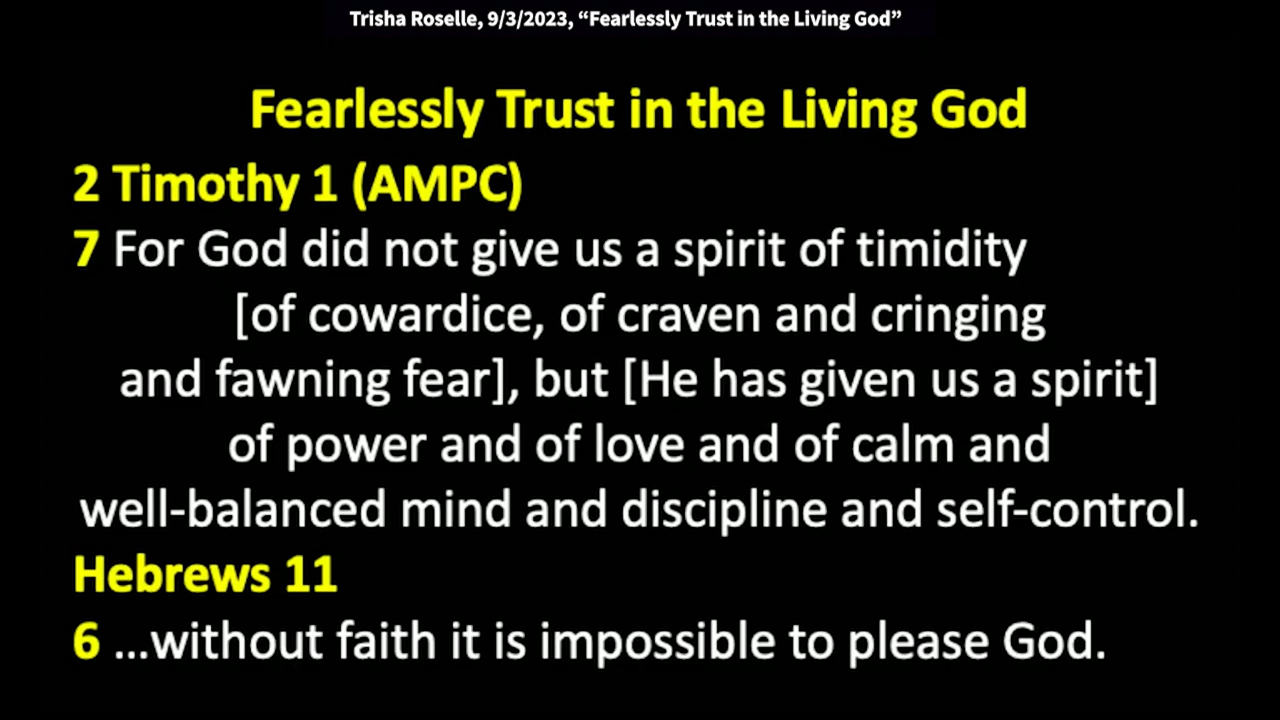 Trisha Roselle, 9/3/2023, “Fearlessly Trust in the Living God”
Fearlessly Trust in the Living God
2 Timothy 1 (AMPC)
7 For God did not give us a spirit of timidity
[of cowardice, of craven and cringing
and fawning fear], but [He has given us a spirit]
of power and of love and of calm and
well-balanced mind and discipline and self-control.
Hebrews 11
6 ...without faith it is impossible to please God.